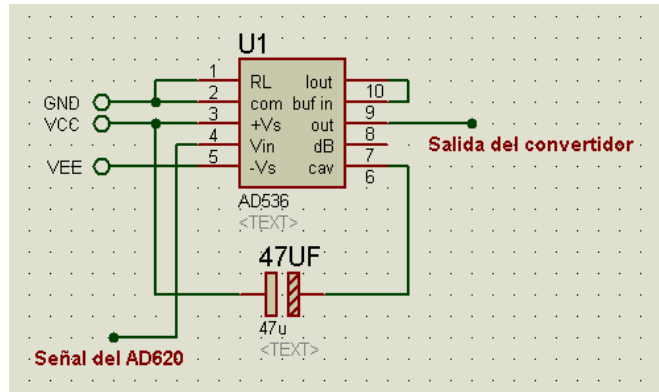 U1
1 RL Iout
2 com buf in 10
GND
3 +Vs out 9
VCC
4 Vin dB 8
Salida del convertidor
5 -Vs cav 7
VEE
6
AD536
<TEXT>
47UF
47u
<TEXT>
Señal del AD620